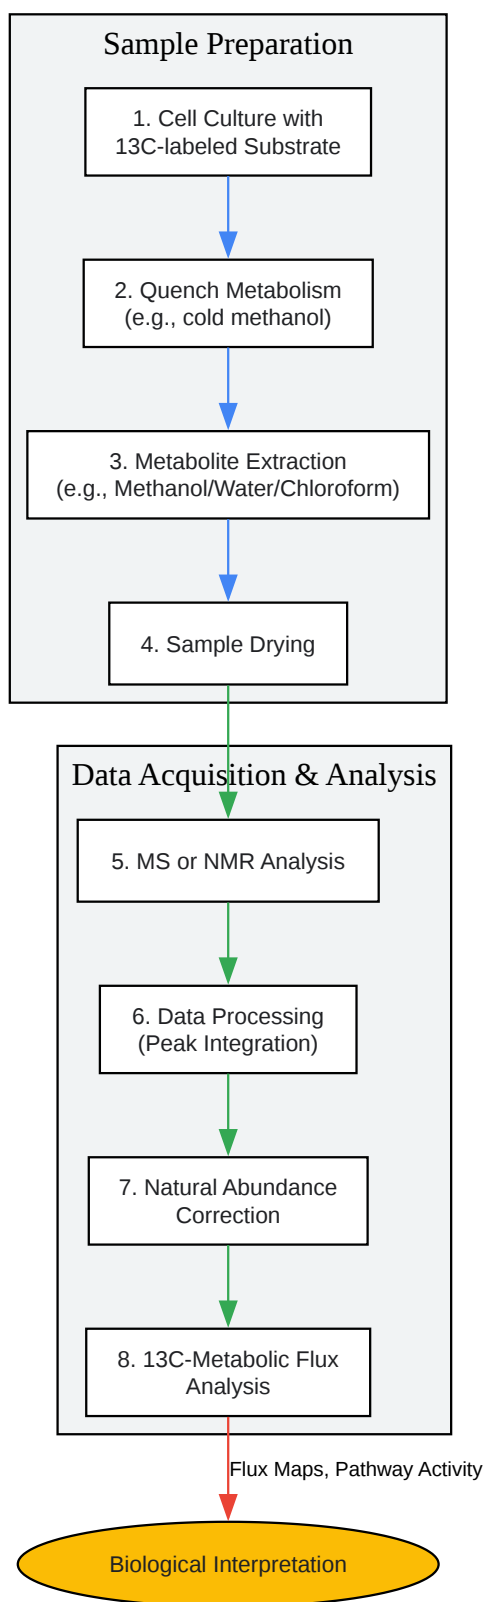 Sample Preparation
1. Cell Culture with
13C-labeled Substrate
2. Quench Metabolism
(e.g., cold methanol)
3. Metabolite Extraction
(e.g., Methanol/Water/Chloroform)
4. Sample Drying
Data Acquisition & Analysis
5. MS or NMR Analysis
6. Data Processing
(Peak Integration)
7. Natural Abundance
Correction
8. 13C-Metabolic Flux
Analysis
Flux Maps, Pathway Activity
Biological Interpretation